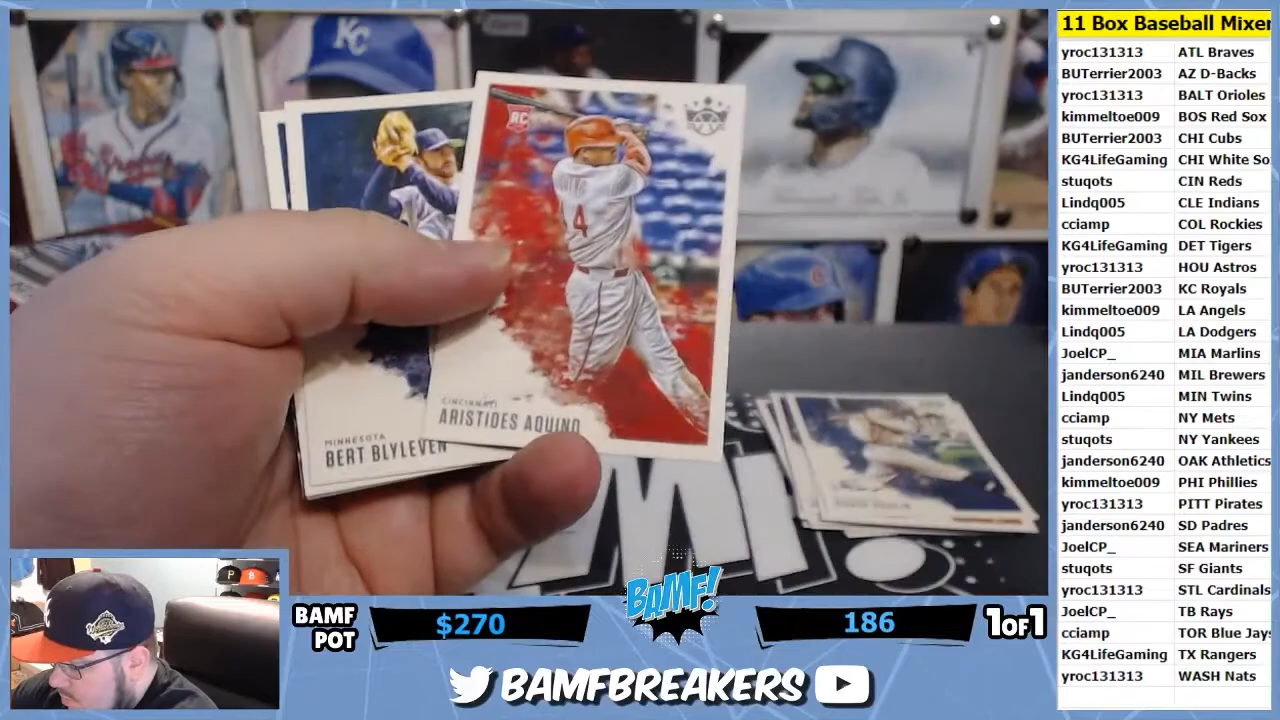 11 Box Baseball Mixer
yroc131313 ATL Braves
BUTerrier2003 AZ D-Backs
yroc131313 BALT Orioles
kimmeltoe009 BOS Red Sox
BUTerrier2003 CHI Cubs
KG4LifeGaming CHI White So
stuqots CIN Reds
Lindq005 CLE Indians
cciamp COL Rockies
KG4LifeGaming DET Tigers
yroc131313 HOU Astros
BUTerrier2003 KC Royals
kimmeltoe009 LA Angels
Lindq005 LA Dodgers
JoelCP_ MIA Marlins
janderson6240 MIL Brewers
Lindq005 MIN Twins
cciamp NY Mets
stuqots NY Yankees
janderson6240 OAK Athletics
kimmeltoe009 PHI Phillies
yroc131313 PITT Pirates
janderson6240 SD Padres
JoelCP_ SEA Mariners
stuqots SF Giants
yroc131313 STL Cardinals
JoelCP_ TB Rays
cciamp TOR Blue Jays
KG4LifeGaming TX Rangers
yroc131313 WASH Nats
KC
RC
4
CINCINNATI
ARISTIDES AQUINO
MINNESOTA
BERT BLYLEVEN
BAMF POT
$270
BAMF!
186
1OF1
BAMFBREAKERS